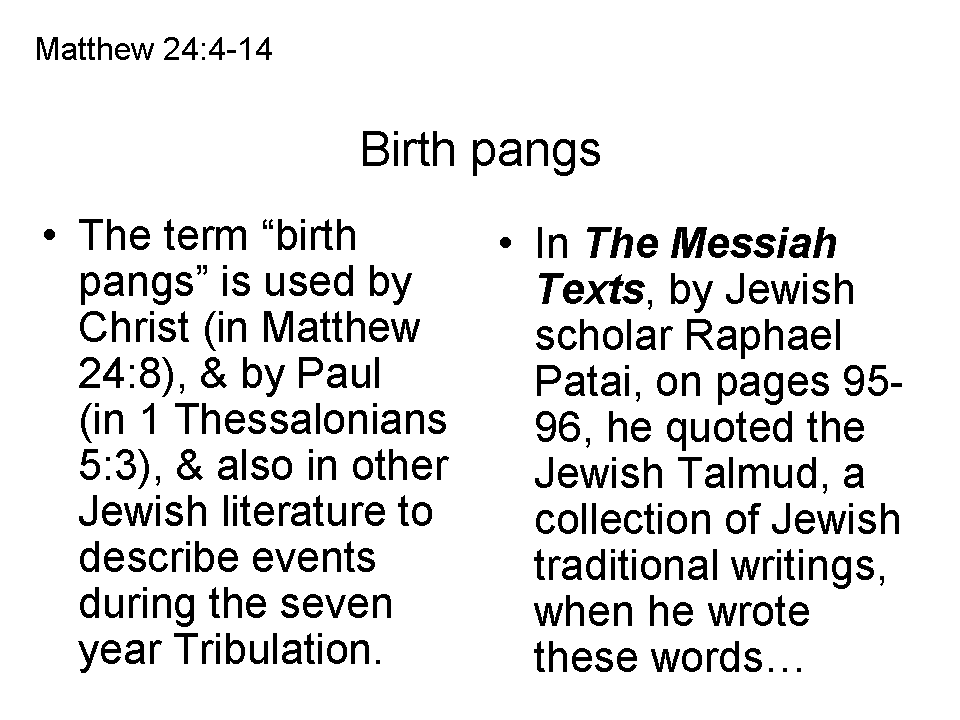 Matthew 24:4-14
Birth pangs
• The term “birth
pangs” is used by
Christ (in Matthew
24:8), & by Paul
(in 1 Thessalonians
5:3), & also in other
Jewish literature to
describe events
during the seven
year Tribulation.
• In The Messiah
Texts, by Jewish
scholar Raphael
Patai, on pages 95-
96, he quoted the
Jewish Talmud, a
collection of Jewish
traditional writings,
when he wrote
these words…